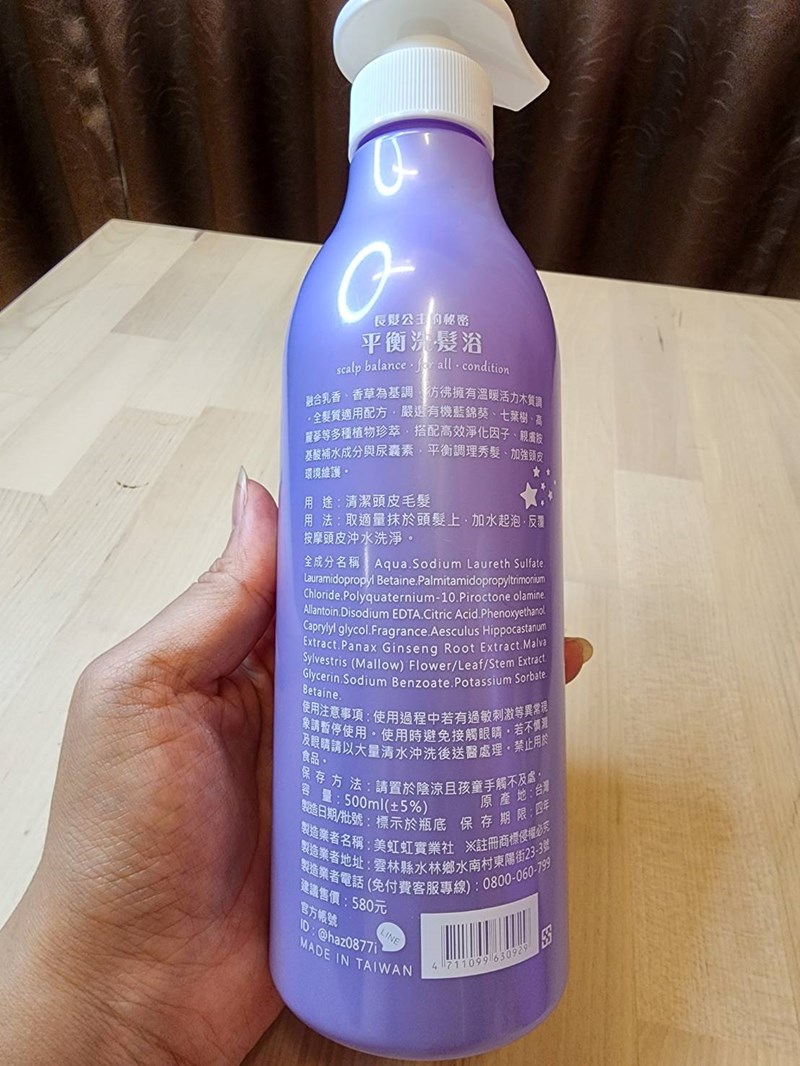 長髮公主的秘密
平衡洗髮浴
scalp balance · for all · condition
融合乳香、香草為基調，彷彿擁有溫暖活力木質調
。全髮質適用配方，嚴選有機藍錦葵、七葉樹、高
麗蔘等多種植物珍萃，搭配高效淨化因子、親膚胺
基酸補水成分與尿囊素，平衡調理秀髮、加強頭皮
環境維護。
用 途：清潔頭皮毛髮
用 法：取適量抹於頭髮上，加水起泡，反覆
按摩頭皮沖水洗淨。
全成分名稱：Aqua.Sodium Laureth Sulfate.
Lauramidopropyl Betaine.Palmitamidopropyltrimonium
Chloride.Polyquaternium-10.Piroctone olamine.
Allantoin.Disodium EDTA.Citric Acid.Phenoxyethanol.
Caprylyl glycol.Fragrance.Aesculus Hippocastanum
Extract.Panax Ginseng Root Extract.Malva
Sylvestris (Mallow) Flower/Leaf/Stem Extract.
Glycerin.Sodium Benzoate.Potassium Sorbate.
Betaine.
使用注意事項：使用過程中若有過敏刺激等異常現
象請暫停使用。使用時避免接觸眼睛，若不慎濺
及眼睛請以大量清水沖洗後送醫處理，禁止用於
食品。
保 存 方 法：請置於陰涼且孩童手觸不及處。
容 量：500ml(±5%) 原 產 地：台灣
製造日期/批號：標示於瓶底 保 存 期 限：四年
製造業者名稱：美虹虹實業社 ※註冊商標侵權必究
製造業者地址：雲林縣水林鄉水南村東陽街23-3號
製造業者電話(免付費客服專線)：0800-060-799
建議售價：580元
官方帳號
ID：@haz0877i
LINE
MADE IN TAIWAN
4 711099 630929